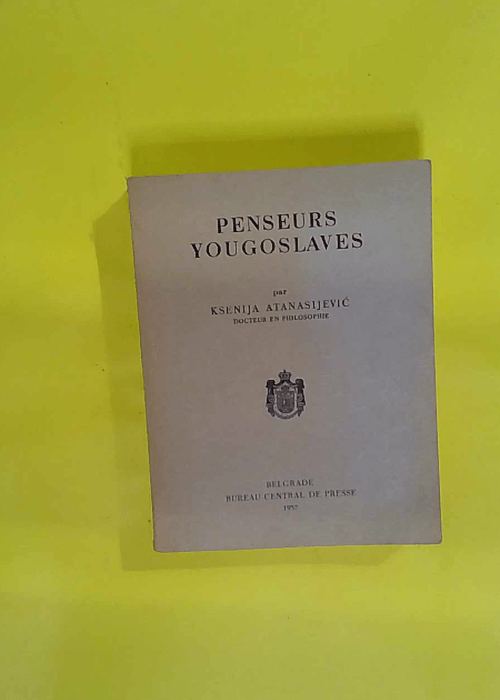 PENSEURS
YOUGOSLAVES
par
KSENIJA ATANASIJEVIĆ
DOCTEUR EN PHILOSOPHIE
BELGRADE
BUREAU CENTRAL DE PRESSE